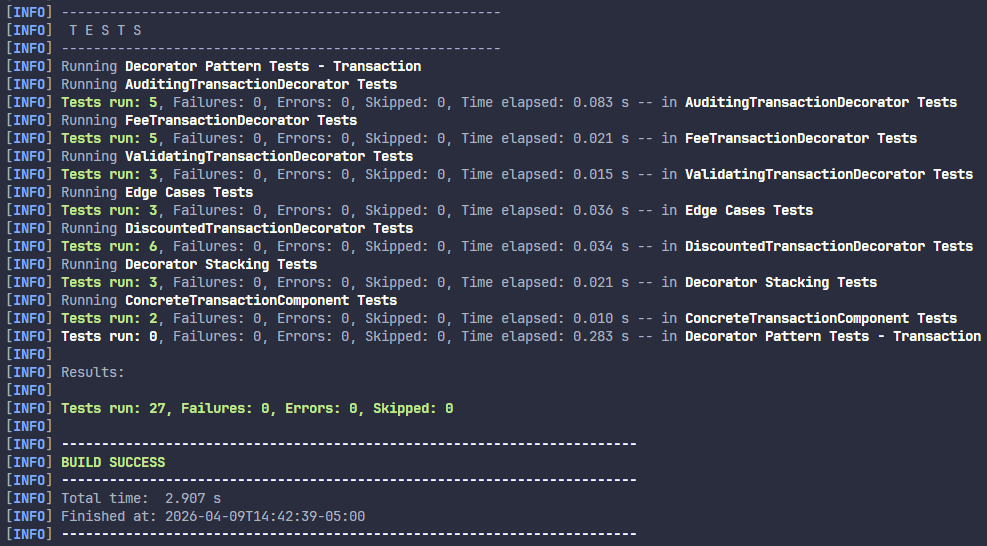 [INFO] -------------------------------------------------------
[INFO]  T E S T S
[INFO] -------------------------------------------------------
[INFO] Running Decorator Pattern Tests - Transaction
[INFO] Running AuditingTransactionDecorator Tests
[INFO] Tests run: 5, Failures: 0, Errors: 0, Skipped: 0, Time elapsed: 0.083 s -- in AuditingTransactionDecorator Tests
[INFO] Running FeeTransactionDecorator Tests
[INFO] Tests run: 5, Failures: 0, Errors: 0, Skipped: 0, Time elapsed: 0.021 s -- in FeeTransactionDecorator Tests
[INFO] Running ValidatingTransactionDecorator Tests
[INFO] Tests run: 3, Failures: 0, Errors: 0, Skipped: 0, Time elapsed: 0.015 s -- in ValidatingTransactionDecorator Tests
[INFO] Running Edge Cases Tests
[INFO] Tests run: 3, Failures: 0, Errors: 0, Skipped: 0, Time elapsed: 0.036 s -- in Edge Cases Tests
[INFO] Running DiscountedTransactionDecorator Tests
[INFO] Tests run: 6, Failures: 0, Errors: 0, Skipped: 0, Time elapsed: 0.034 s -- in DiscountedTransactionDecorator Tests
[INFO] Running Decorator Stacking Tests
[INFO] Tests run: 3, Failures: 0, Errors: 0, Skipped: 0, Time elapsed: 0.021 s -- in Decorator Stacking Tests
[INFO] Running ConcreteTransactionComponent Tests
[INFO] Tests run: 2, Failures: 0, Errors: 0, Skipped: 0, Time elapsed: 0.010 s -- in ConcreteTransactionComponent Tests
[INFO] Tests run: 0, Failures: 0, Errors: 0, Skipped: 0, Time elapsed: 0.283 s -- in Decorator Pattern Tests - Transaction
[INFO]
[INFO] Results:
[INFO]
[INFO] Tests run: 27, Failures: 0, Errors: 0, Skipped: 0
[INFO]
[INFO] ------------------------------------------------------------------------
[INFO] BUILD SUCCESS
[INFO] ------------------------------------------------------------------------
[INFO] Total time:  2.907 s
[INFO] Finished at: 2026-04-09T14:42:39-05:00
[INFO] ------------------------------------------------------------------------